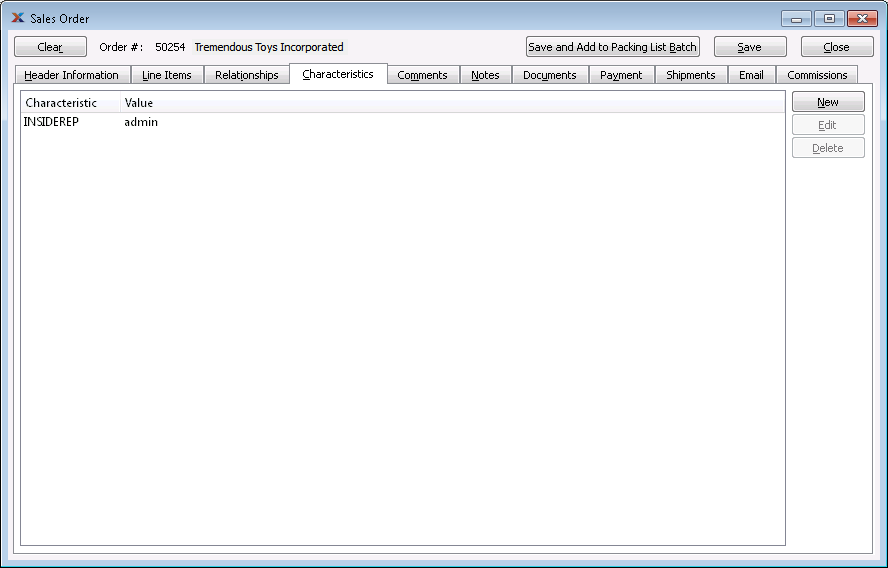 Sales Order
Clear Order #: 50254 Tremendous Toys Incorporated Save and Add to Packing List Batch Save Close
Header Information Line Items Relationships Characteristics Comments Notes Documents Payment Shipments Email Commissions
Characteristic Value New
INSIDEREP admin Edit
Delete